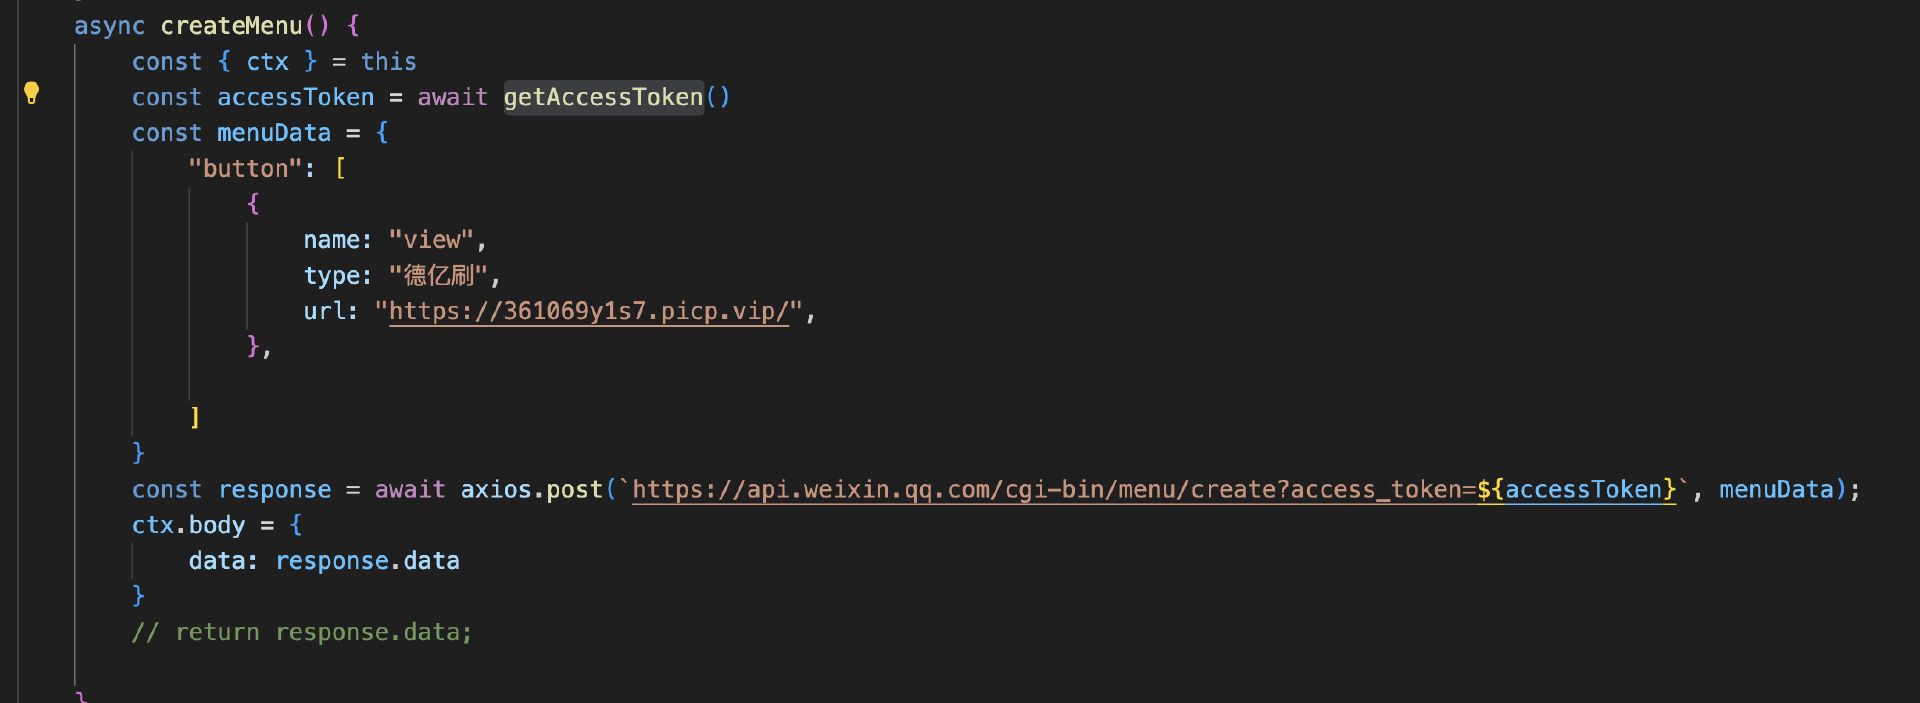 async createMenu() {
const { ctx } = this
const accessToken = await getAccessToken()
const menuData = {
"button": [
{
name: "view",
type: "德亿刷",
url: "https://361069y1s7.picp.vip/",
},
]
}
const response = await axios.post(`https://api.weixin.qq.com/cgi-bin/menu/create?access_token=${accessToken}`, menuData);
ctx.body = {
data: response.data
}
// return response.data;
}